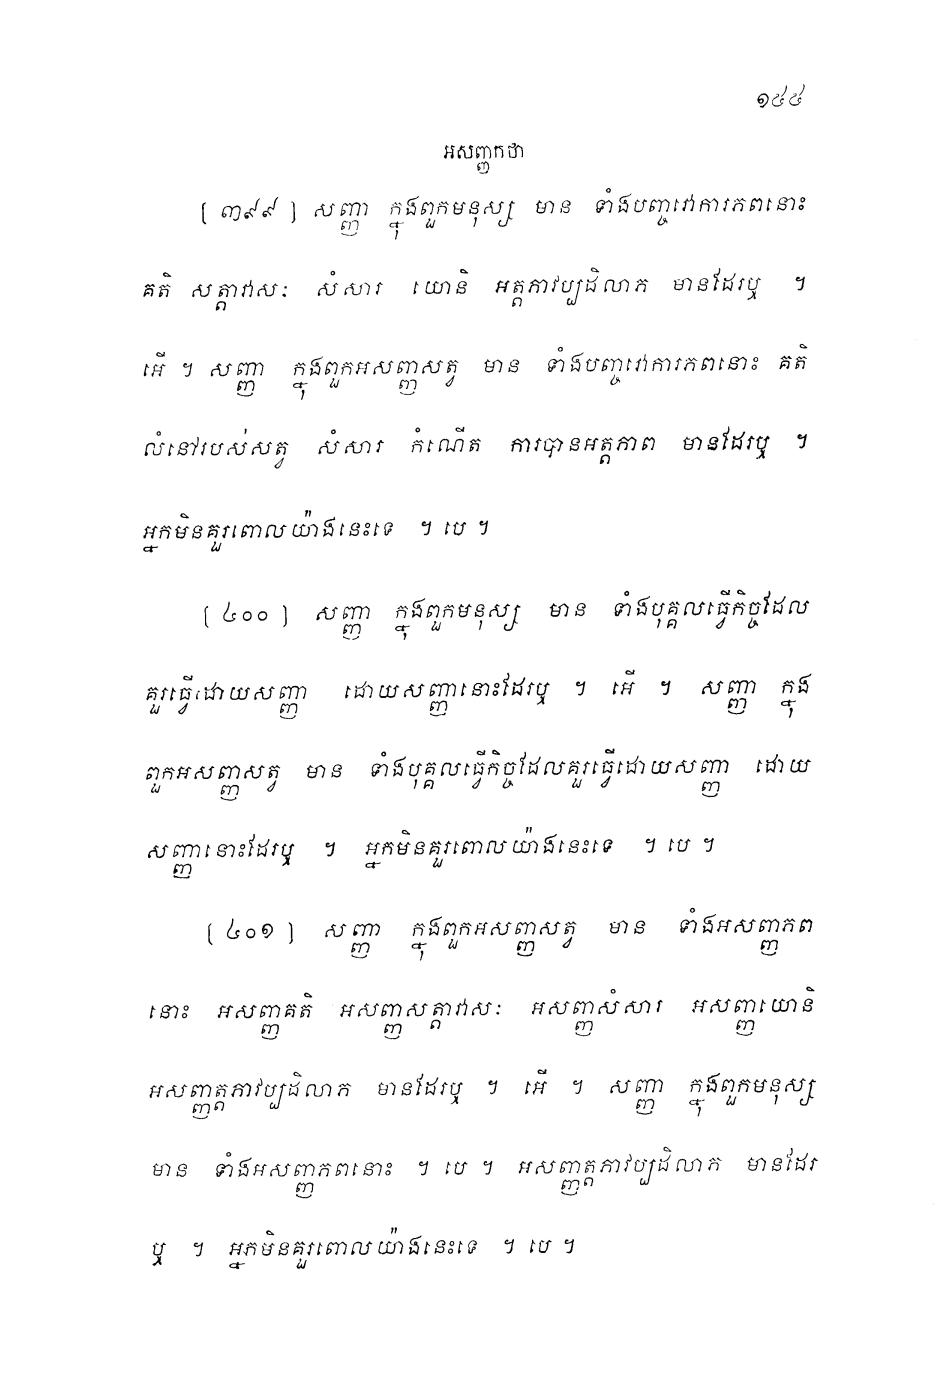 ១៤៤
អសញ្ញកថា
[ ៣៩៩ ] សញ្ញា ក្នុងពួកមនុស្ស មាន ទាំងបញ្ចវោការភពនោះ
គតិ សត្តាវាសៈ សំសារ យោនិ អត្តភាវប្បដិលាភ មានដែរឬ ។
អើ ។ សញ្ញា ក្នុងពួកអសញ្ញសត្វ មាន ទាំងបញ្ចវោការភពនោះ គតិ
លំនៅរបស់សត្វ សំសារ កំណើត ការបានអត្តភាព មានដែរឬ ។
អ្នកមិនគួរពោលយ៉ាងនេះទេ ។ បេ ។
[ ៤០០ ] សញ្ញា ក្នុងពួកមនុស្ស មាន ទាំងបុគ្គលធ្វើកិច្ចដែល
គួរធ្វើដោយសញ្ញា ដោយសញ្ញានោះដែរឬ ។ អើ ។ សញ្ញា ក្នុង
ពួកអសញ្ញសត្វ មាន ទាំងបុគ្គលធ្វើកិច្ចដែលគួរធ្វើដោយសញ្ញា ដោយ
សញ្ញានោះដែរឬ ។ អ្នកមិនគួរពោលយ៉ាងនេះទេ ។ បេ ។
[ ៤០១ ] សញ្ញា ក្នុងពួកអសញ្ញសត្វ មាន ទាំងអសញ្ញភព
នោះ អសញ្ញគតិ អសញ្ញសត្តាវាសៈ អសញ្ញសំសារ អសញ្ញយោនិ
អសញ្ញត្តភាវប្បដិលាភ មានដែរឬ ។ អើ ។ សញ្ញា ក្នុងពួកមនុស្ស
មាន ទាំងអសញ្ញភពនោះ ។ បេ ។ អសញ្ញត្តភាវប្បដិលាភ មានដែរ
ឬ ។ អ្នកមិនគួរពោលយ៉ាងនេះទេ ។ បេ ។